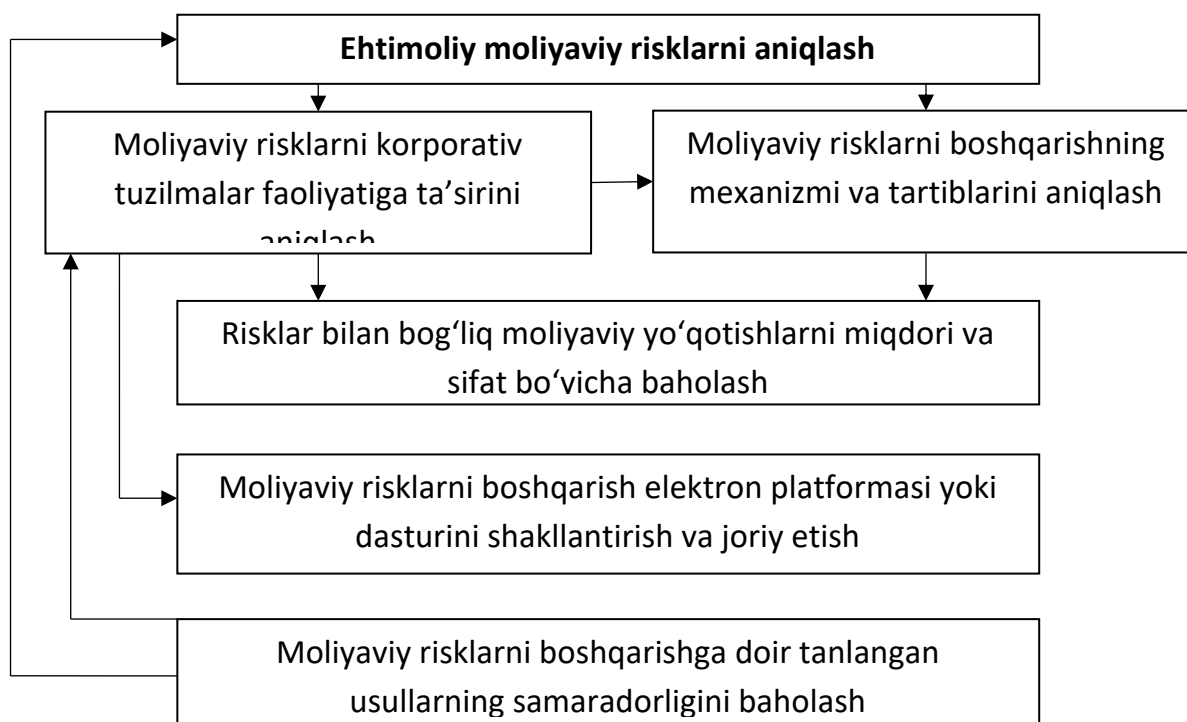 Ehtimoliy moliyaviy risklarni aniqlash
Moliyaviy risklarni korporativ
tuzilmalar faoliyatiga ta’sirini
aniqlash
Moliyaviy risklarni boshqarishning
mexanizmi va tartiblarini aniqlash
Risklar bilan bog‘liq moliyaviy yo‘qotishlarni miqdori va
sifat bo‘yicha baholash
Moliyaviy risklarni boshqarish elektron platformasi yoki
dasturini shakllantirish va joriy etish
Moliyaviy risklarni boshqarishga doir tanlangan
usullarning samaradorligini baholash